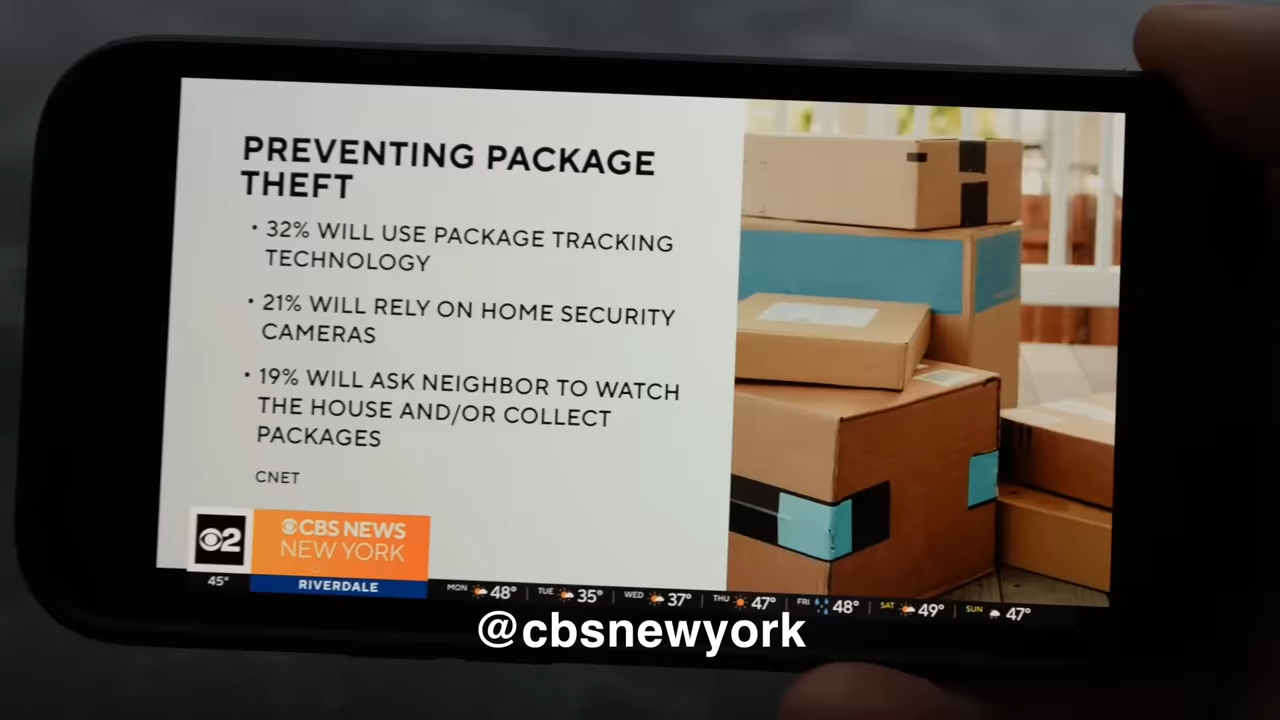 PREVENTING PACKAGE
THEFT
• 32% WILL USE PACKAGE TRACKING
TECHNOLOGY
• 21% WILL RELY ON HOME SECURITY
CAMERAS
• 19% WILL ASK NEIGHBOR TO WATCH
THE HOUSE AND/OR COLLECT
PACKAGES
CNET
2 CBS NEWS
NEW YORK
45° RIVERDALE MON 48° TUE 35° WED 37° THU 47° FRI 48° SAT 49° SUN 47°
@cbsnewyork